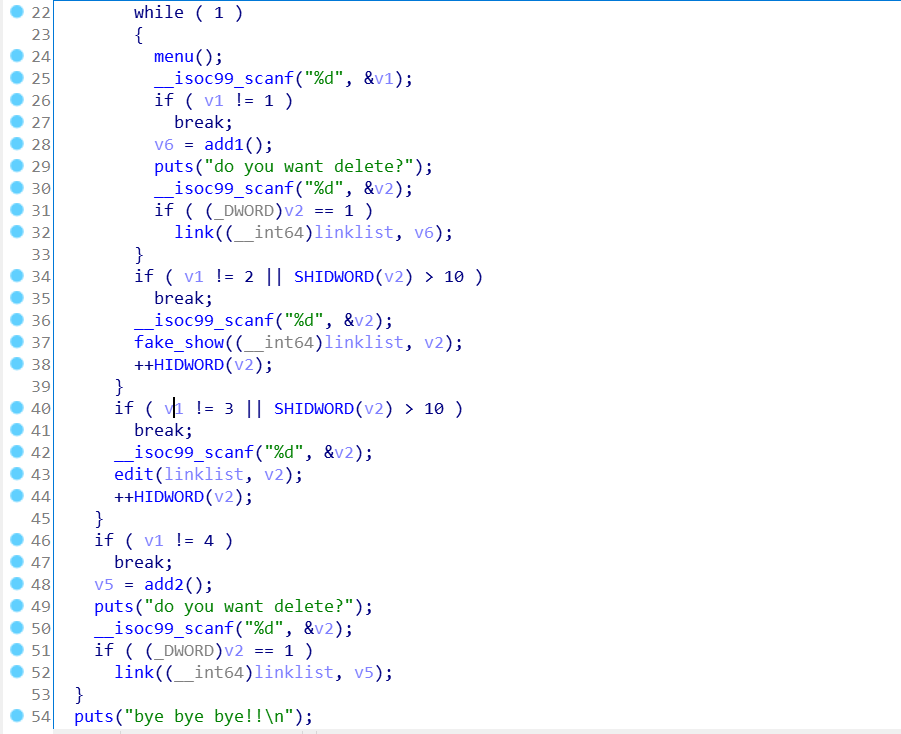 22 while ( 1 )
23 {
24 menu();
25 __isoc99_scanf("%d", &v1);
26 if ( v1 != 1 )
27 break;
28 v6 = add1();
29 puts("do you want delete?");
30 __isoc99_scanf("%d", &v2);
31 if ( (_DWORD)v2 == 1 )
32 link((__int64)linklist, v6);
33 }
34 if ( v1 != 2 || SHIDWORD(v2) > 10 )
35 break;
36 __isoc99_scanf("%d", &v2);
37 fake_show((__int64)linklist, v2);
38 ++HIDWORD(v2);
39 }
40 if ( v1 != 3 || SHIDWORD(v2) > 10 )
41 break;
42 __isoc99_scanf("%d", &v2);
43 edit(linklist, v2);
44 ++HIDWORD(v2);
45 }
46 if ( v1 != 4 )
47 break;
48 v5 = add2();
49 puts("do you want delete?");
50 __isoc99_scanf("%d", &v2);
51 if ( (_DWORD)v2 == 1 )
52 link((__int64)linklist, v5);
53 }
54 puts("bye bye bye!!\n");